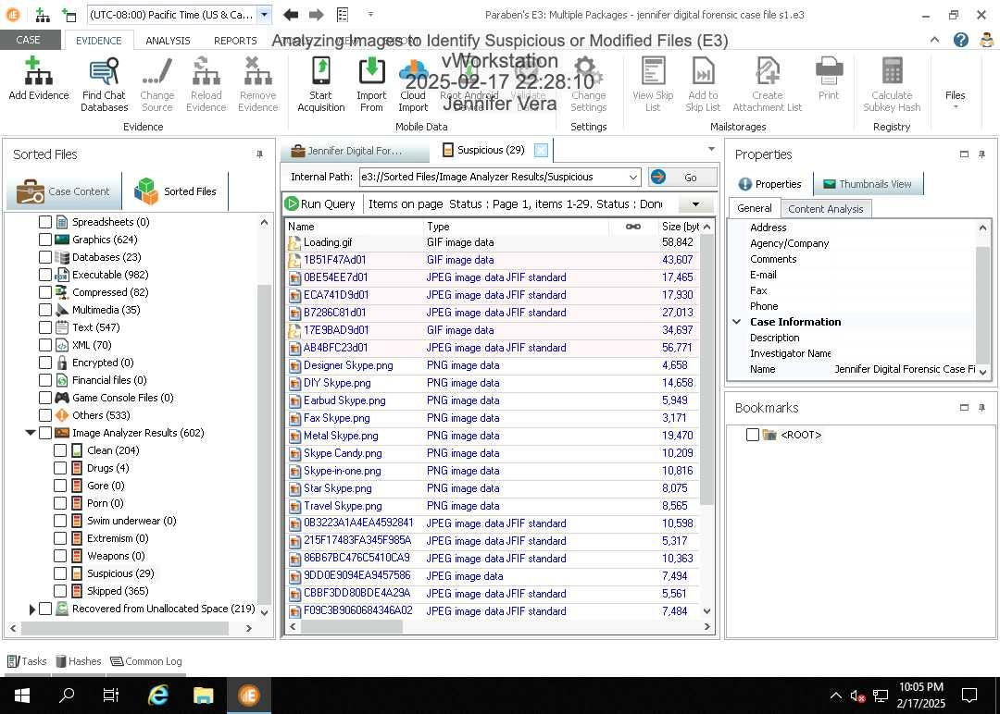 (UTC-08:00) Pacific Time (US & Ca...
Paraben's E3: Multiple Packages - jennifer digital forensic case file s1.e3
CASE EVIDENCE ANALYSIS REPORTS
Analyzing Images to Identify Suspicious or Modified Files (E3)
vWorkstation
2025-02-17 22:28:10
Jennifer Vera
Add Evidence
Find Chat Databases
Change Source
Reload Evidence
Remove Evidence
Start Acquisition
Import From
Cloud Import
Root Android
Validate
Change Settings
View Skip List
Add to Skip List
Create Attachment List
Print
Calculate Subkey Hash
Files
Evidence
Mobile Data
Settings
Mailstorages
Registry
Sorted Files
Case Content
Sorted Files
Spreadsheets (0)
Graphics (624)
Databases (23)
Executable (982)
Compressed (82)
Multimedia (35)
Text (547)
XML (70)
Encrypted (0)
Financial files (0)
Game Console Files (0)
Others (533)
Image Analyzer Results (602)
Clean (204)
Drugs (4)
Gore (0)
Porn (0)
Swim underwear (0)
Extremism (0)
Weapons (0)
Suspicious (29)
Skipped (365)
Recovered from Unallocated Space (219)
Jennifer Digital For...
Suspicious (29)
Internal Path: e3://Sorted Files/Image Analyzer Results/Suspicious Go
Run Query Items on page Status : Page 1, items 1-29. Status : Done
Name Type Size (byt
Loading.gif GIF image data 58,842
1B51F47Ad01 GIF image data 43,607
0BE54EE7d01 JPEG image data JFIF standard 17,465
ECA741D9d01 JPEG image data JFIF standard 17,930
B7286C81d01 JPEG image data JFIF standard 27,013
17E9BAD9d01 GIF image data 34,697
AB4BFC23d01 JPEG image data JFIF standard 56,771
Designer Skype.png PNG image data 4,658
DIY Skype.png PNG image data 14,658
Earbud Skype.png PNG image data 5,949
Fax Skype.png PNG image data 3,171
Metal Skype.png PNG image data 19,470
Skype Candy.png PNG image data 10,209
Skype-in-one.png PNG image data 10,816
Star Skype.png PNG image data 8,075
Travel Skype.png PNG image data 8,565
0B3223A1A4EA4592841 JPEG image data JFIF standard 10,598
215F17483FA345F985A JPEG image data JFIF standard 5,317
86B67BC476C5410CA9 JPEG image data JFIF standard 10,363
9DD0E9094EA9457586 JPEG image data 7,494
CBBF3DD80BDE4A29A JPEG image data JFIF standard 5,561
F09C3B9060684346A02 JPEG image data JFIF standard 7,484
Properties
Properties
Thumbnails View
General
Content Analysis
Address
Agency/Company
Comments
E-mail
Fax
Phone
Case Information
Description
Investigator Name
Name Jennifer Digital Forensic Case Fi
Bookmarks
<ROOT>
Tasks Hashes Common Log
10:05 PM
2/17/2025